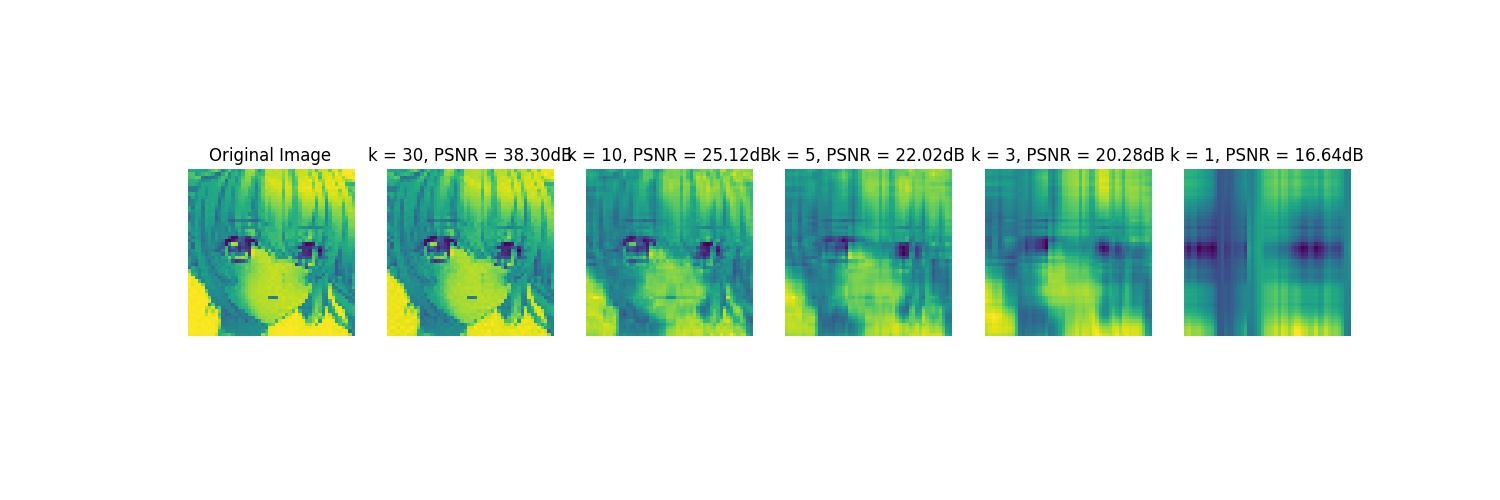 Original Image
k = 30, PSNR = 38.30dB
k = 10, PSNR = 25.12dB
k = 5, PSNR = 22.02dB
k = 3, PSNR = 20.28dB
k = 1, PSNR = 16.64dB